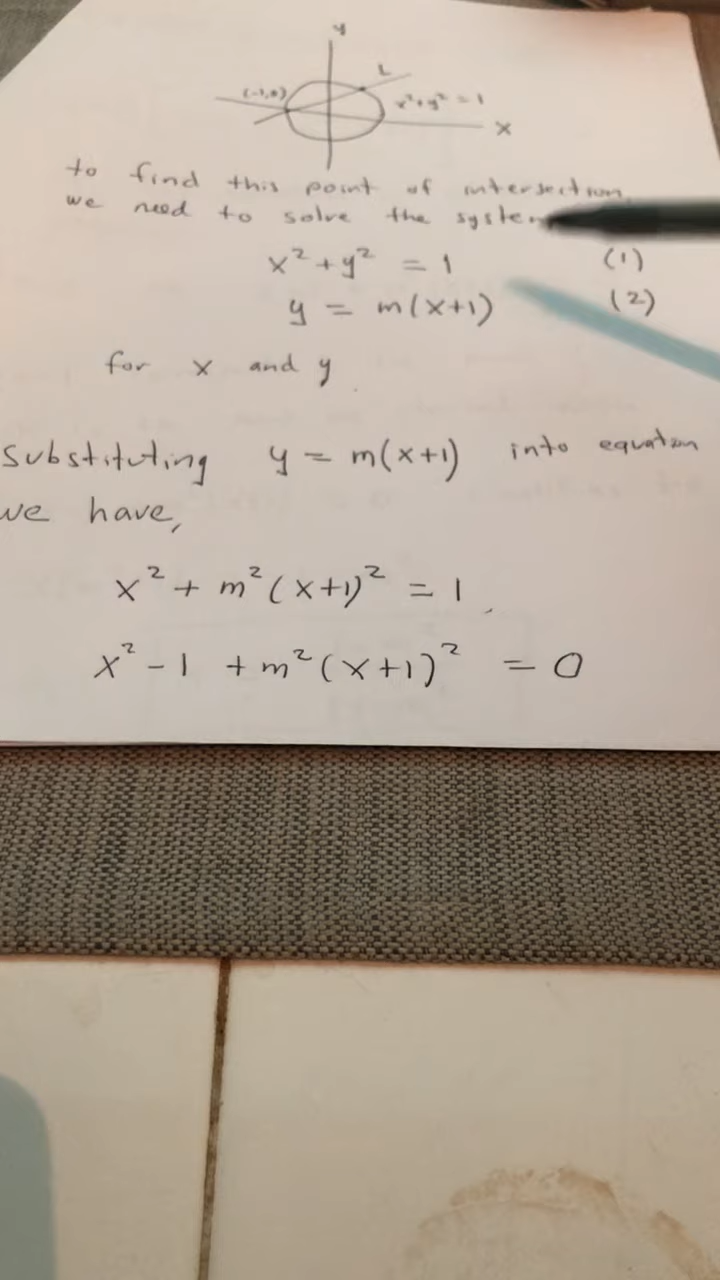 y
L
(-1,0)
x² + y² = 1
x
to find this point of intersection,
we need to solve the system
x² + y² = 1 (1)
y = m(x+1) (2)
for x and y
substituting y = m(x+1) into equation
we have,
x² + m²(x+1)² = 1
x² - 1 + m²(x+1)² = 0